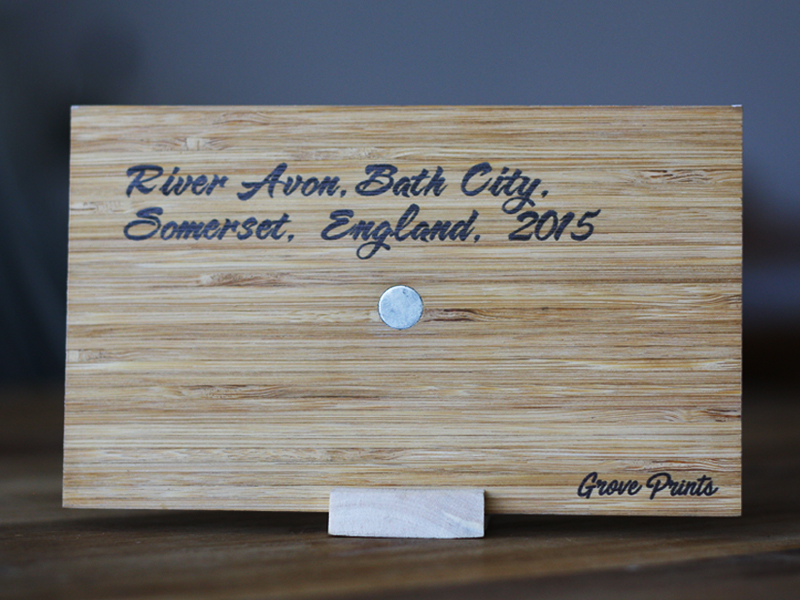 River Avon, Bath City,
Somerset, England, 2015
Grove Prints